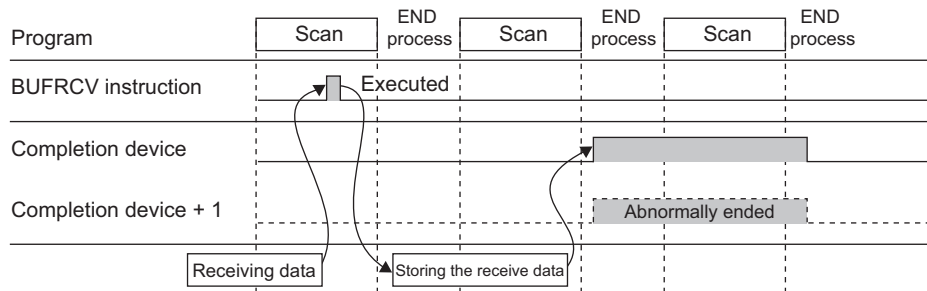 Program
Scan
END
process
Scan
END
process
Scan
END
process
BUFRCV instruction
Executed
Completion device
Completion device + 1
Abnormally ended
Receiving data
Storing the receive data